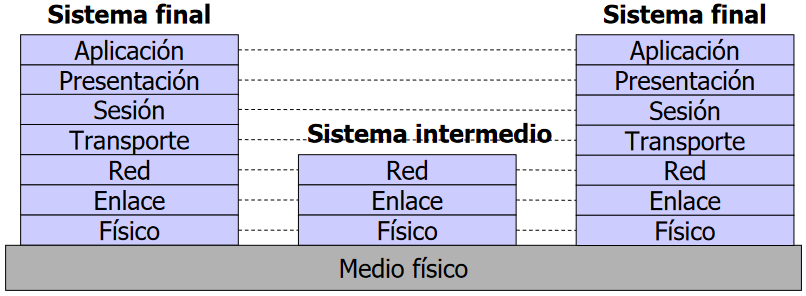 Sistema final
Aplicación
Presentación
Sesión
Transporte
Red
Enlace
Físico
Sistema intermedio
Red
Enlace
Físico
Sistema final
Aplicación
Presentación
Sesión
Transporte
Red
Enlace
Físico
Medio físico